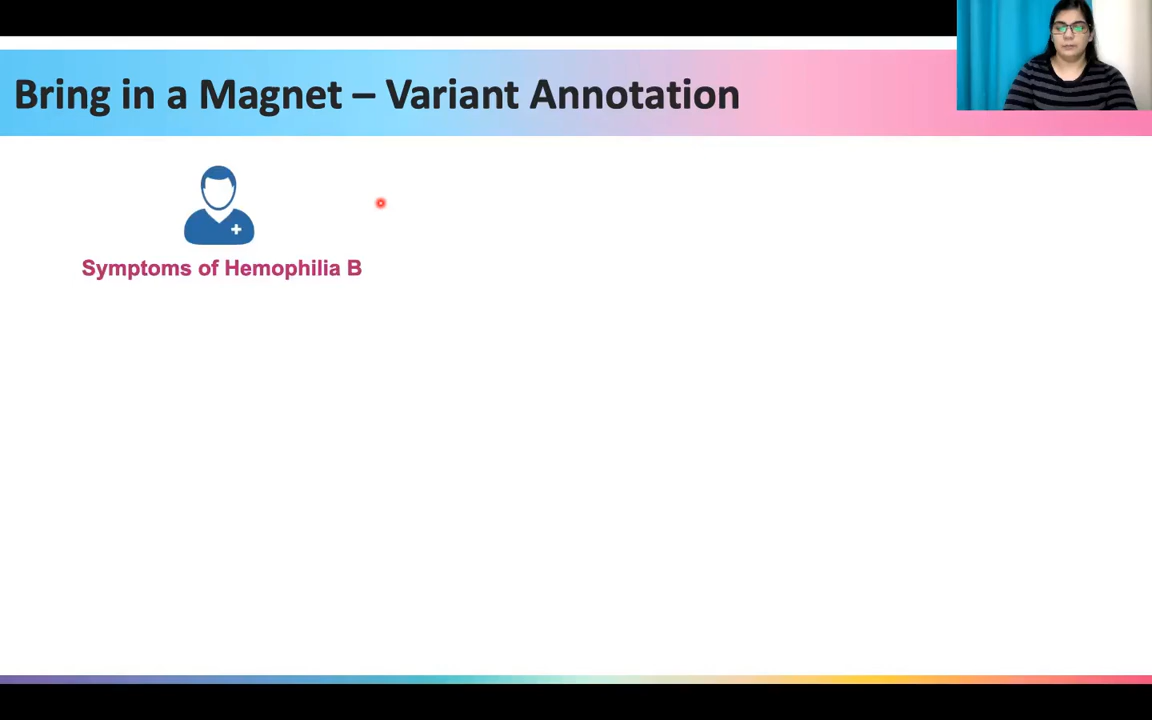 Bring in a Magnet – Variant Annotation
Symptoms of Hemophilia B